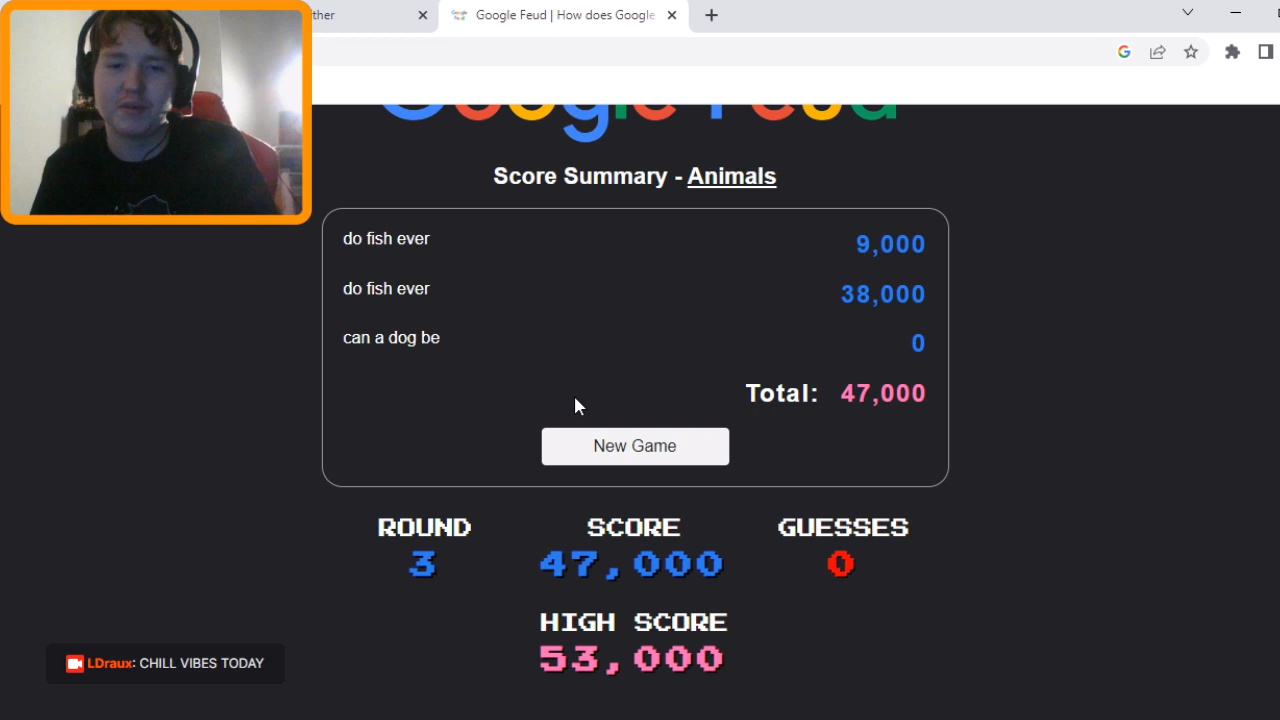 ther
Google Feud | How does Google
Google Feud
Score Summary - Animals
do fish ever 9,000
do fish ever 38,000
can a dog be 0
Total: 47,000
New Game
ROUND SCORE GUESSES
3 47,000 0
HIGH SCORE
53,000
LDraux: CHILL VIBES TODAY